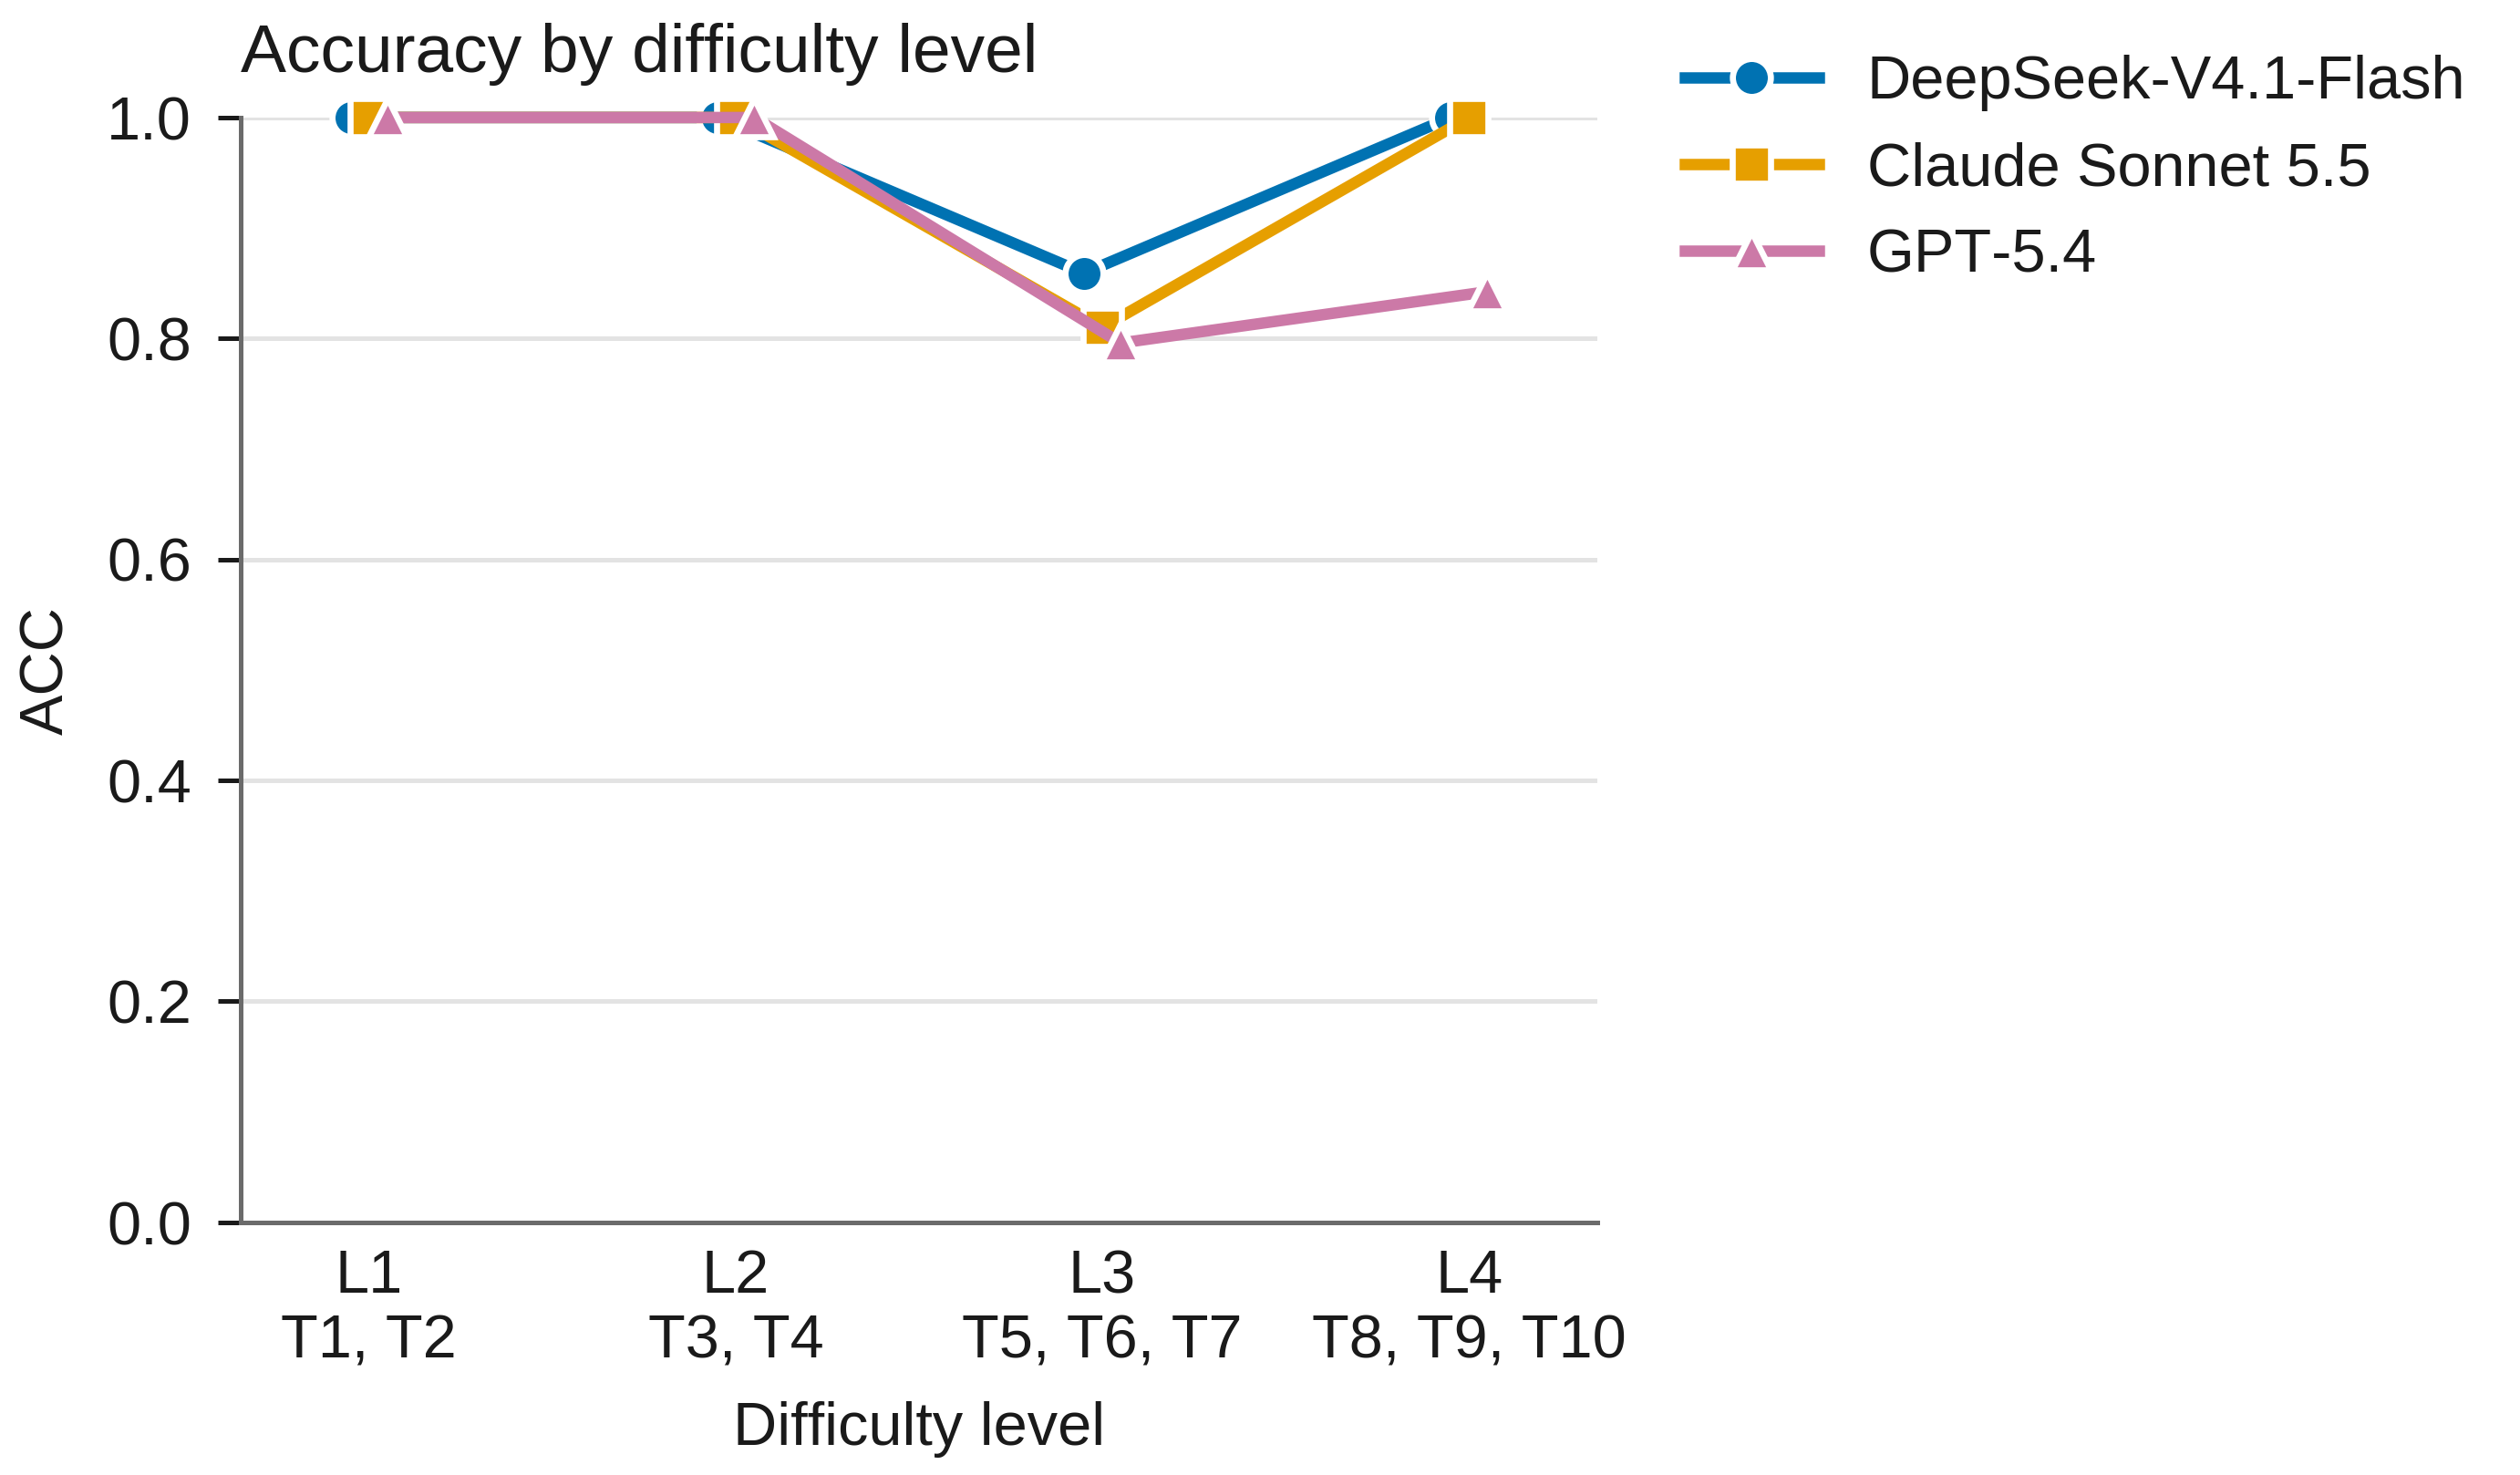 Accuracy by difficulty level
DeepSeek-V4.1-Flash
Claude Sonnet 5.5
GPT-5.4
ACC
1.0
0.8
0.6
0.4
0.2
0.0
L1
T1, T2
L2
T3, T4
L3
T5, T6, T7
L4
T8, T9, T10
Difficulty level